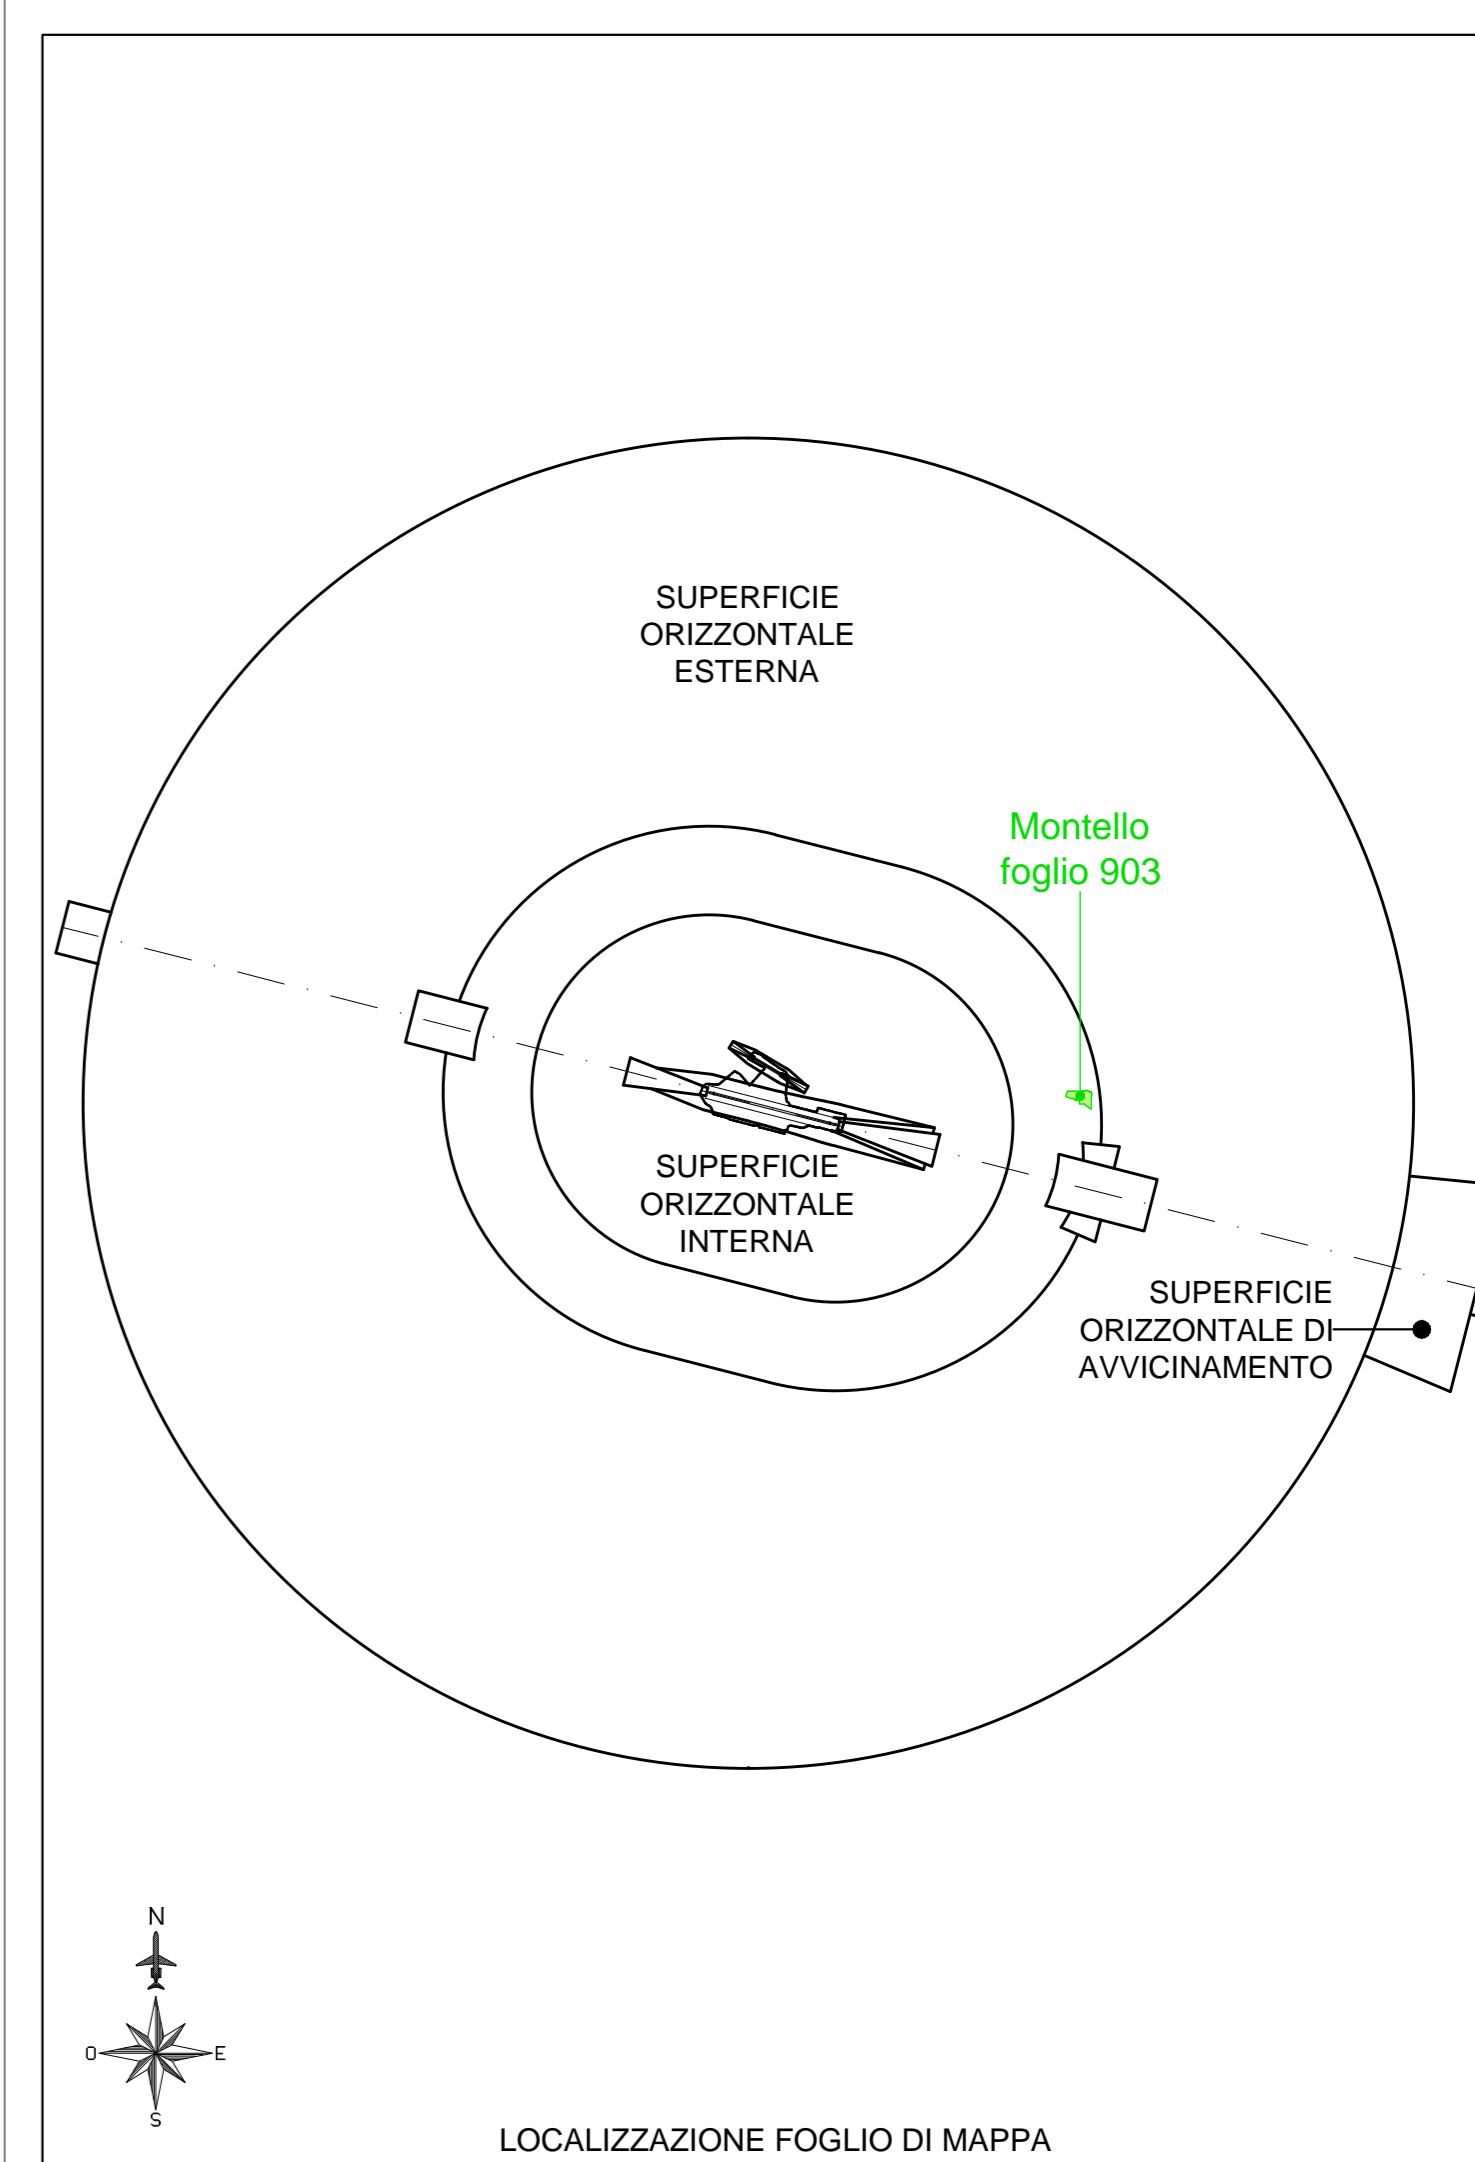 SUPERFICIE
ORIZZONTALE
ESTERNA
Montello
foglio 903
SUPERFICIE
ORIZZONTALE
INTERNA
SUPERFICIE
ORIZZONTALE DI
AVVICINAMENTO
N
O
E
S
LOCALIZZAZIONE FOGLIO DI MAPPA